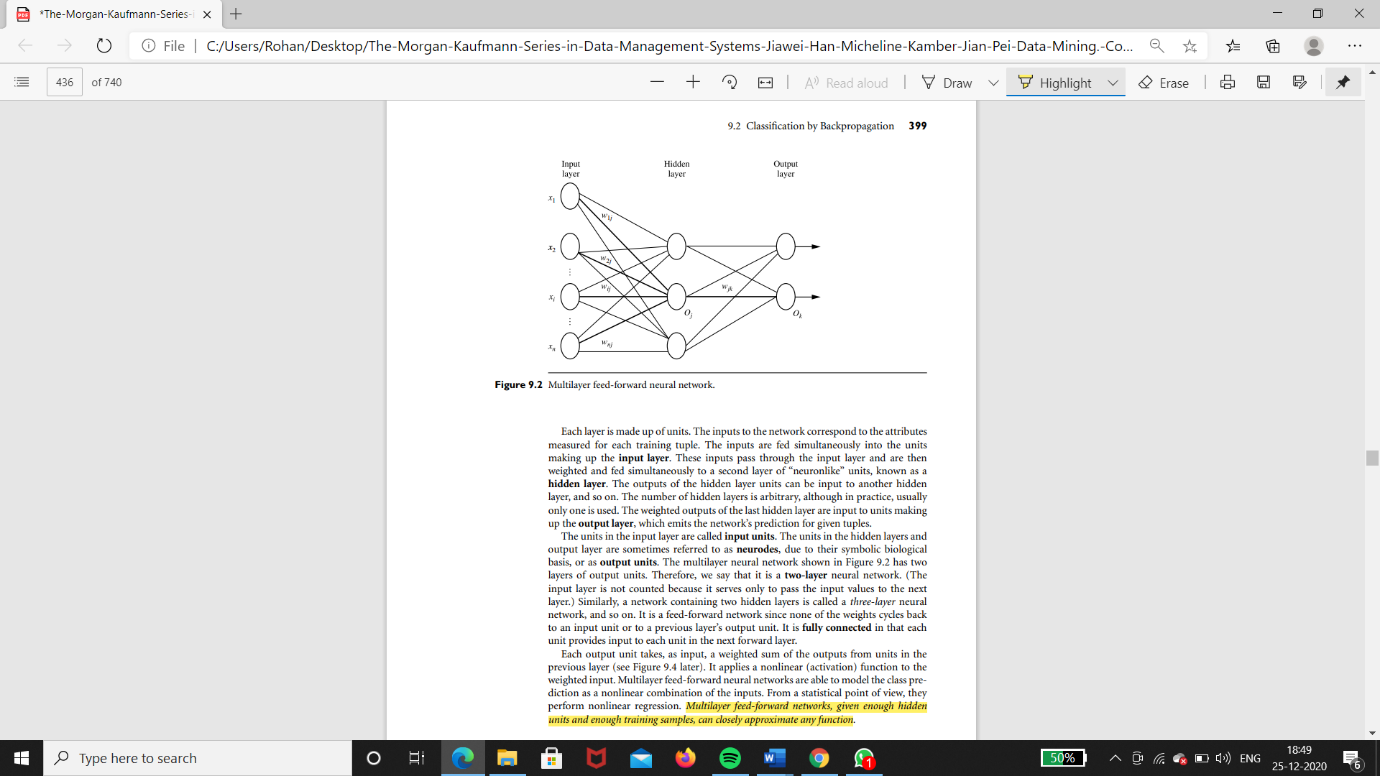 *The-Morgan-Kaufmann-Series-
File
C:/Users/Rohan/Desktop/The-Morgan-Kaufmann-Series-in-Data-Management-Systems-Jiawei-Han-Micheline-Kamber-Jian-Pei-Data-Mining.-Co...
436 of 740
Read aloud
Draw
Highlight
Erase
9.2 Classification by Backpropagation 399
Input layer
Hidden layer
Output layer
x1
w1j
x2
w2j
⋮
xi
wij
wjk
Oj
Ok
⋮
xn
wnj
Figure 9.2 Multilayer feed-forward neural network.
Each layer is made up of units. The inputs to the network correspond to the attributes
measured for each training tuple. The inputs are fed simultaneously into the units
making up the input layer. These inputs pass through the input layer and are then
weighted and fed simultaneously to a second layer of “neuronlike” units, known as a
hidden layer. The outputs of the hidden layer units can be input to another hidden
layer, and so on. The number of hidden layers is arbitrary, although in practice, usually
only one is used. The weighted outputs of the last hidden layer are input to units making
up the output layer, which emits the network’s prediction for given tuples.
The units in the input layer are called input units. The units in the hidden layers and
output layer are sometimes referred to as neurodes, due to their symbolic biological
basis, or as output units. The multilayer neural network shown in Figure 9.2 has two
layers of output units. Therefore, we say that it is a two-layer neural network. (The
input layer is not counted because it serves only to pass the input values to the next
layer.) Similarly, a network containing two hidden layers is called a three-layer neural
network, and so on. It is a feed-forward network since none of the weights cycles back
to an input unit or to a previous layer’s output unit. It is fully connected in that each
unit provides input to each unit in the next forward layer.
Each output unit takes, as input, a weighted sum of the outputs from units in the
previous layer (see Figure 9.4 later). It applies a nonlinear (activation) function to the
weighted input. Multilayer feed-forward neural networks are able to model the class pre-
diction as a nonlinear combination of the inputs. From a statistical point of view, they
perform nonlinear regression. Multilayer feed-forward networks, given enough hidden
units and enough training samples, can closely approximate any function.
Type here to search
50%
ENG
18:49
25-12-2020